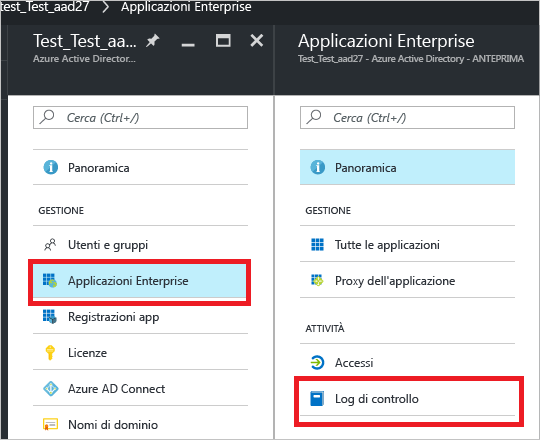 test_Test_aad27 > Applicazioni Enterprise
Test_Test_aa...
Azure Active Director...
Cerca (Ctrl+/)
Panoramica
GESTIONE
Utenti e gruppi
Applicazioni Enterprise
Registrazioni app
Licenze
Azure AD Connect
Nomi di dominio
Applicazioni Enterprise
Test_Test_aad27 - Azure Active Directory - ANTEPRIMA
Cerca (Ctrl+/)
Panoramica
GESTIONE
Tutte le applicazioni
Proxy dell'applicazione
ATTIVITÀ
Accessi
Log di controllo